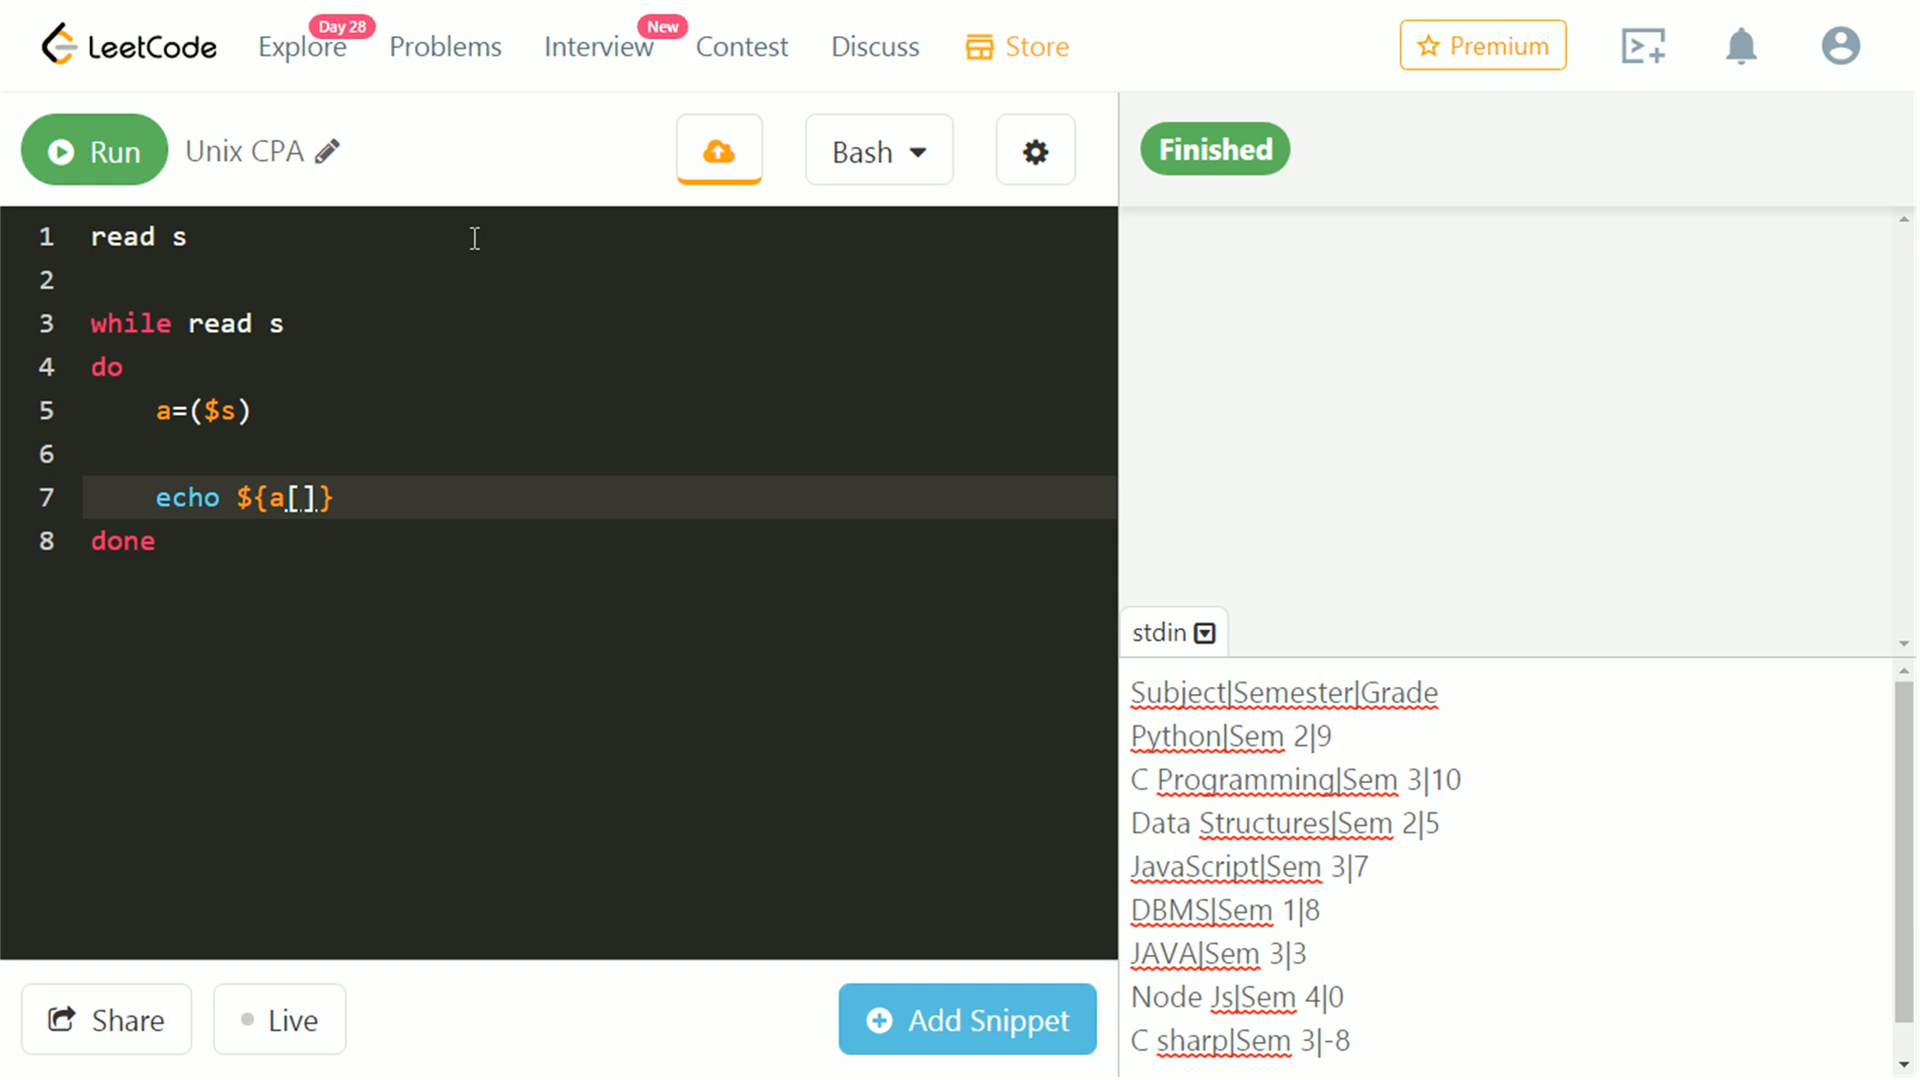 LeetCode Explore Day 28 Problems Interview New Contest Discuss Store Premium
Run Unix CPA Bash Finished
1 read s
2
3 while read s
4 do
5 a=($s)
6
7 echo ${a[]}
8 done
stdin
Subject|Semester|Grade
Python|Sem 2|9
C Programming|Sem 3|10
Data Structures|Sem 2|5
JavaScript|Sem 3|7
DBMS|Sem 1|8
JAVA|Sem 3|3
Node Js|Sem 4|0
C sharp|Sem 3|-8
Share Live Add Snippet